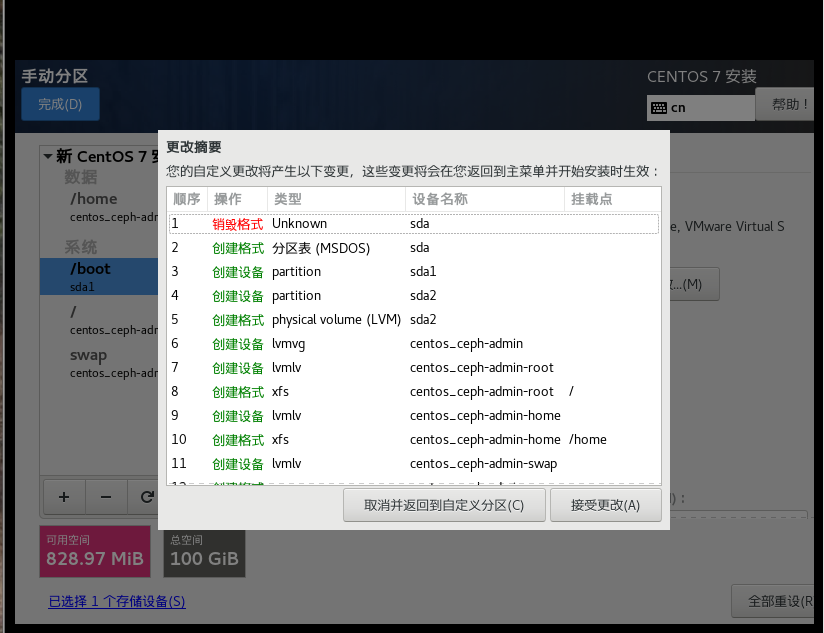 手动分区
CENTOS 7 安装
完成(D)
cn
帮助！
更改摘要
您的自定义更改将产生以下变更，这些变更将会在您返回到主菜单并开始安装时生效：
顺序 操作 类型 设备名称 挂载点
1 销毁格式 Unknown sda
2 创建格式 分区表 (MSDOS) sda
3 创建设备 partition sda1
4 创建设备 partition sda2
5 创建格式 physical volume (LVM) sda2
6 创建设备 lvmvg centos_ceph-admin
7 创建设备 lvmlv centos_ceph-admin-root
8 创建格式 xfs centos_ceph-admin-root /
9 创建设备 lvmlv centos_ceph-admin-home
10 创建格式 xfs centos_ceph-admin-home /home
11 创建设备 lvmlv centos_ceph-admin-swap
取消并返回到自定义分区(C)
接受更改(A)
新 CentOS 7
数据
/home
centos_ceph-adm
系统
/boot
sda1
/
centos_ceph-adm
swap
centos_ceph-adm
e, VMware Virtual S
...(M)
+ −
可用空间
828.97 MiB
总空间
100 GiB
已选择 1 个存储设备(S)
全部重设(R